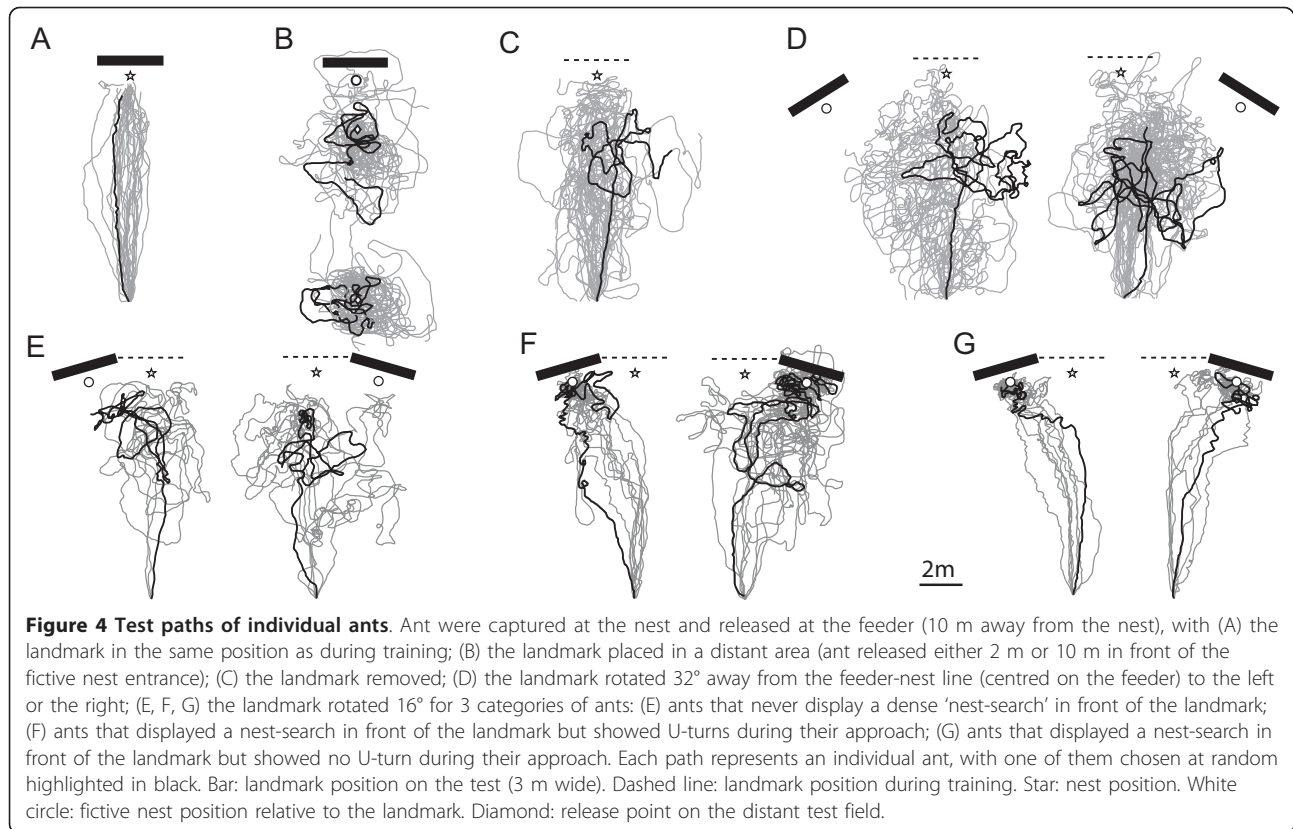 A
B
C
D
E
F
G
2m
Figure 4 Test paths of individual ants. Ant were captured at the nest and released at the feeder (10 m away from the nest), with (A) the
landmark in the same position as during training; (B) the landmark placed in a distant area (ant released either 2 m or 10 m in front of the
fictive nest entrance); (C) the landmark removed; (D) the landmark rotated 32° away from the feeder-nest line (centred on the feeder) to the left
or the right; (E, F, G) the landmark rotated 16° for 3 categories of ants: (E) ants that never display a dense ‘nest-search’ in front of the landmark;
(F) ants that displayed a nest-search in front of the landmark but showed U-turns during their approach; (G) ants that displayed a nest-search in
front of the landmark but showed no U-turn during their approach. Each path represents an individual ant, with one of them chosen at random
highlighted in black. Bar: landmark position on the test (3 m wide). Dashed line: landmark position during training. Star: nest position. White
circle: fictive nest position relative to the landmark. Diamond: release point on the distant test field.